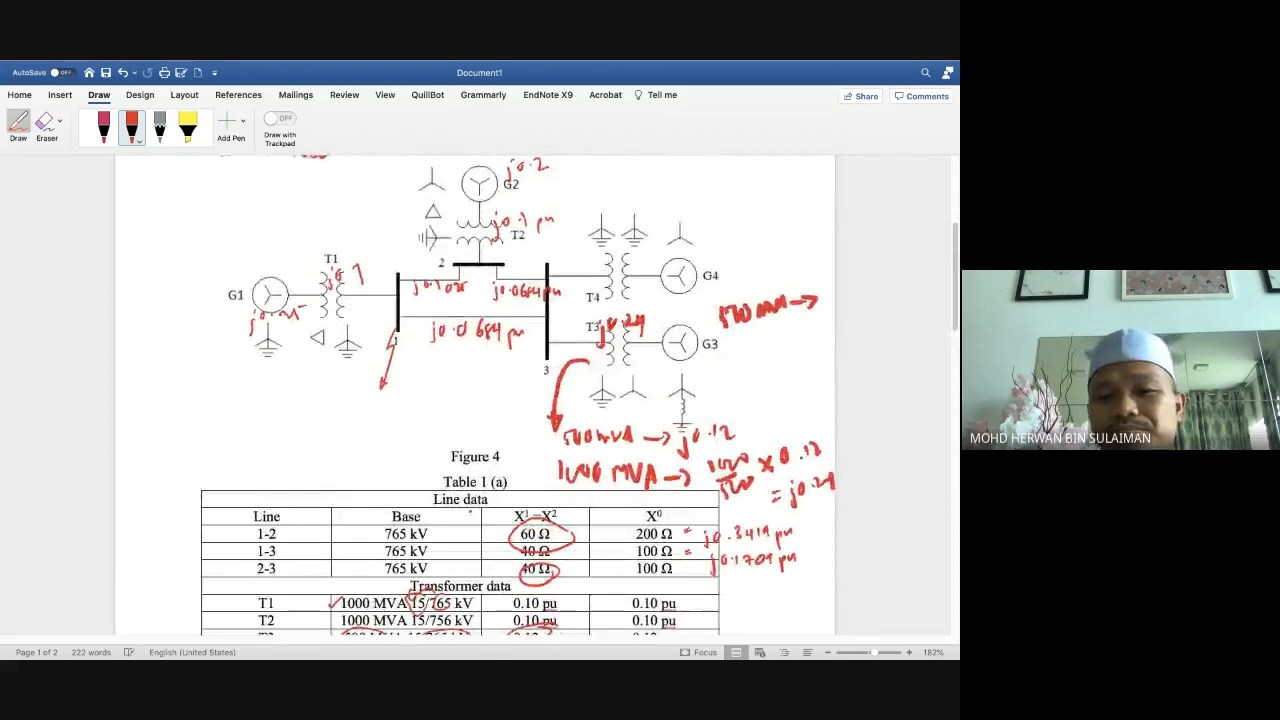 AutoSave OFF
Document1
Home Insert Draw Design Layout References Mailings Review View QuillBot Grammarly EndNote X9 Acrobat Tell me
Share Comments
OFF
Draw Eraser Add Pen Draw with Trackpad
j0.2
G2
j0.1 pu
T2
T1
2
G1
j0.0684 pu
G4
T4
j0.0684 pu
T3
j0.24
G3
1
3
500 MVA → j0.12
1000 MVA → 1000/500 × 0.12
= j0.24
Figure 4
Table 1 (a)
Line data
Line Base X¹ =X² X⁰
1-2 765 kV 60 Ω 200 Ω = j0.3419 pu
1-3 765 kV 40 Ω 100 Ω = j0.1709 pu
2-3 765 kV 40 Ω 100 Ω
Transformer data
T1 1000 MVA 15/765 kV 0.10 pu 0.10 pu
T2 1000 MVA 15/756 kV 0.10 pu 0.10 pu
Page 1 of 2 222 words English (United States) Focus 182%
MOHD HERWAN BIN SULAIMAN